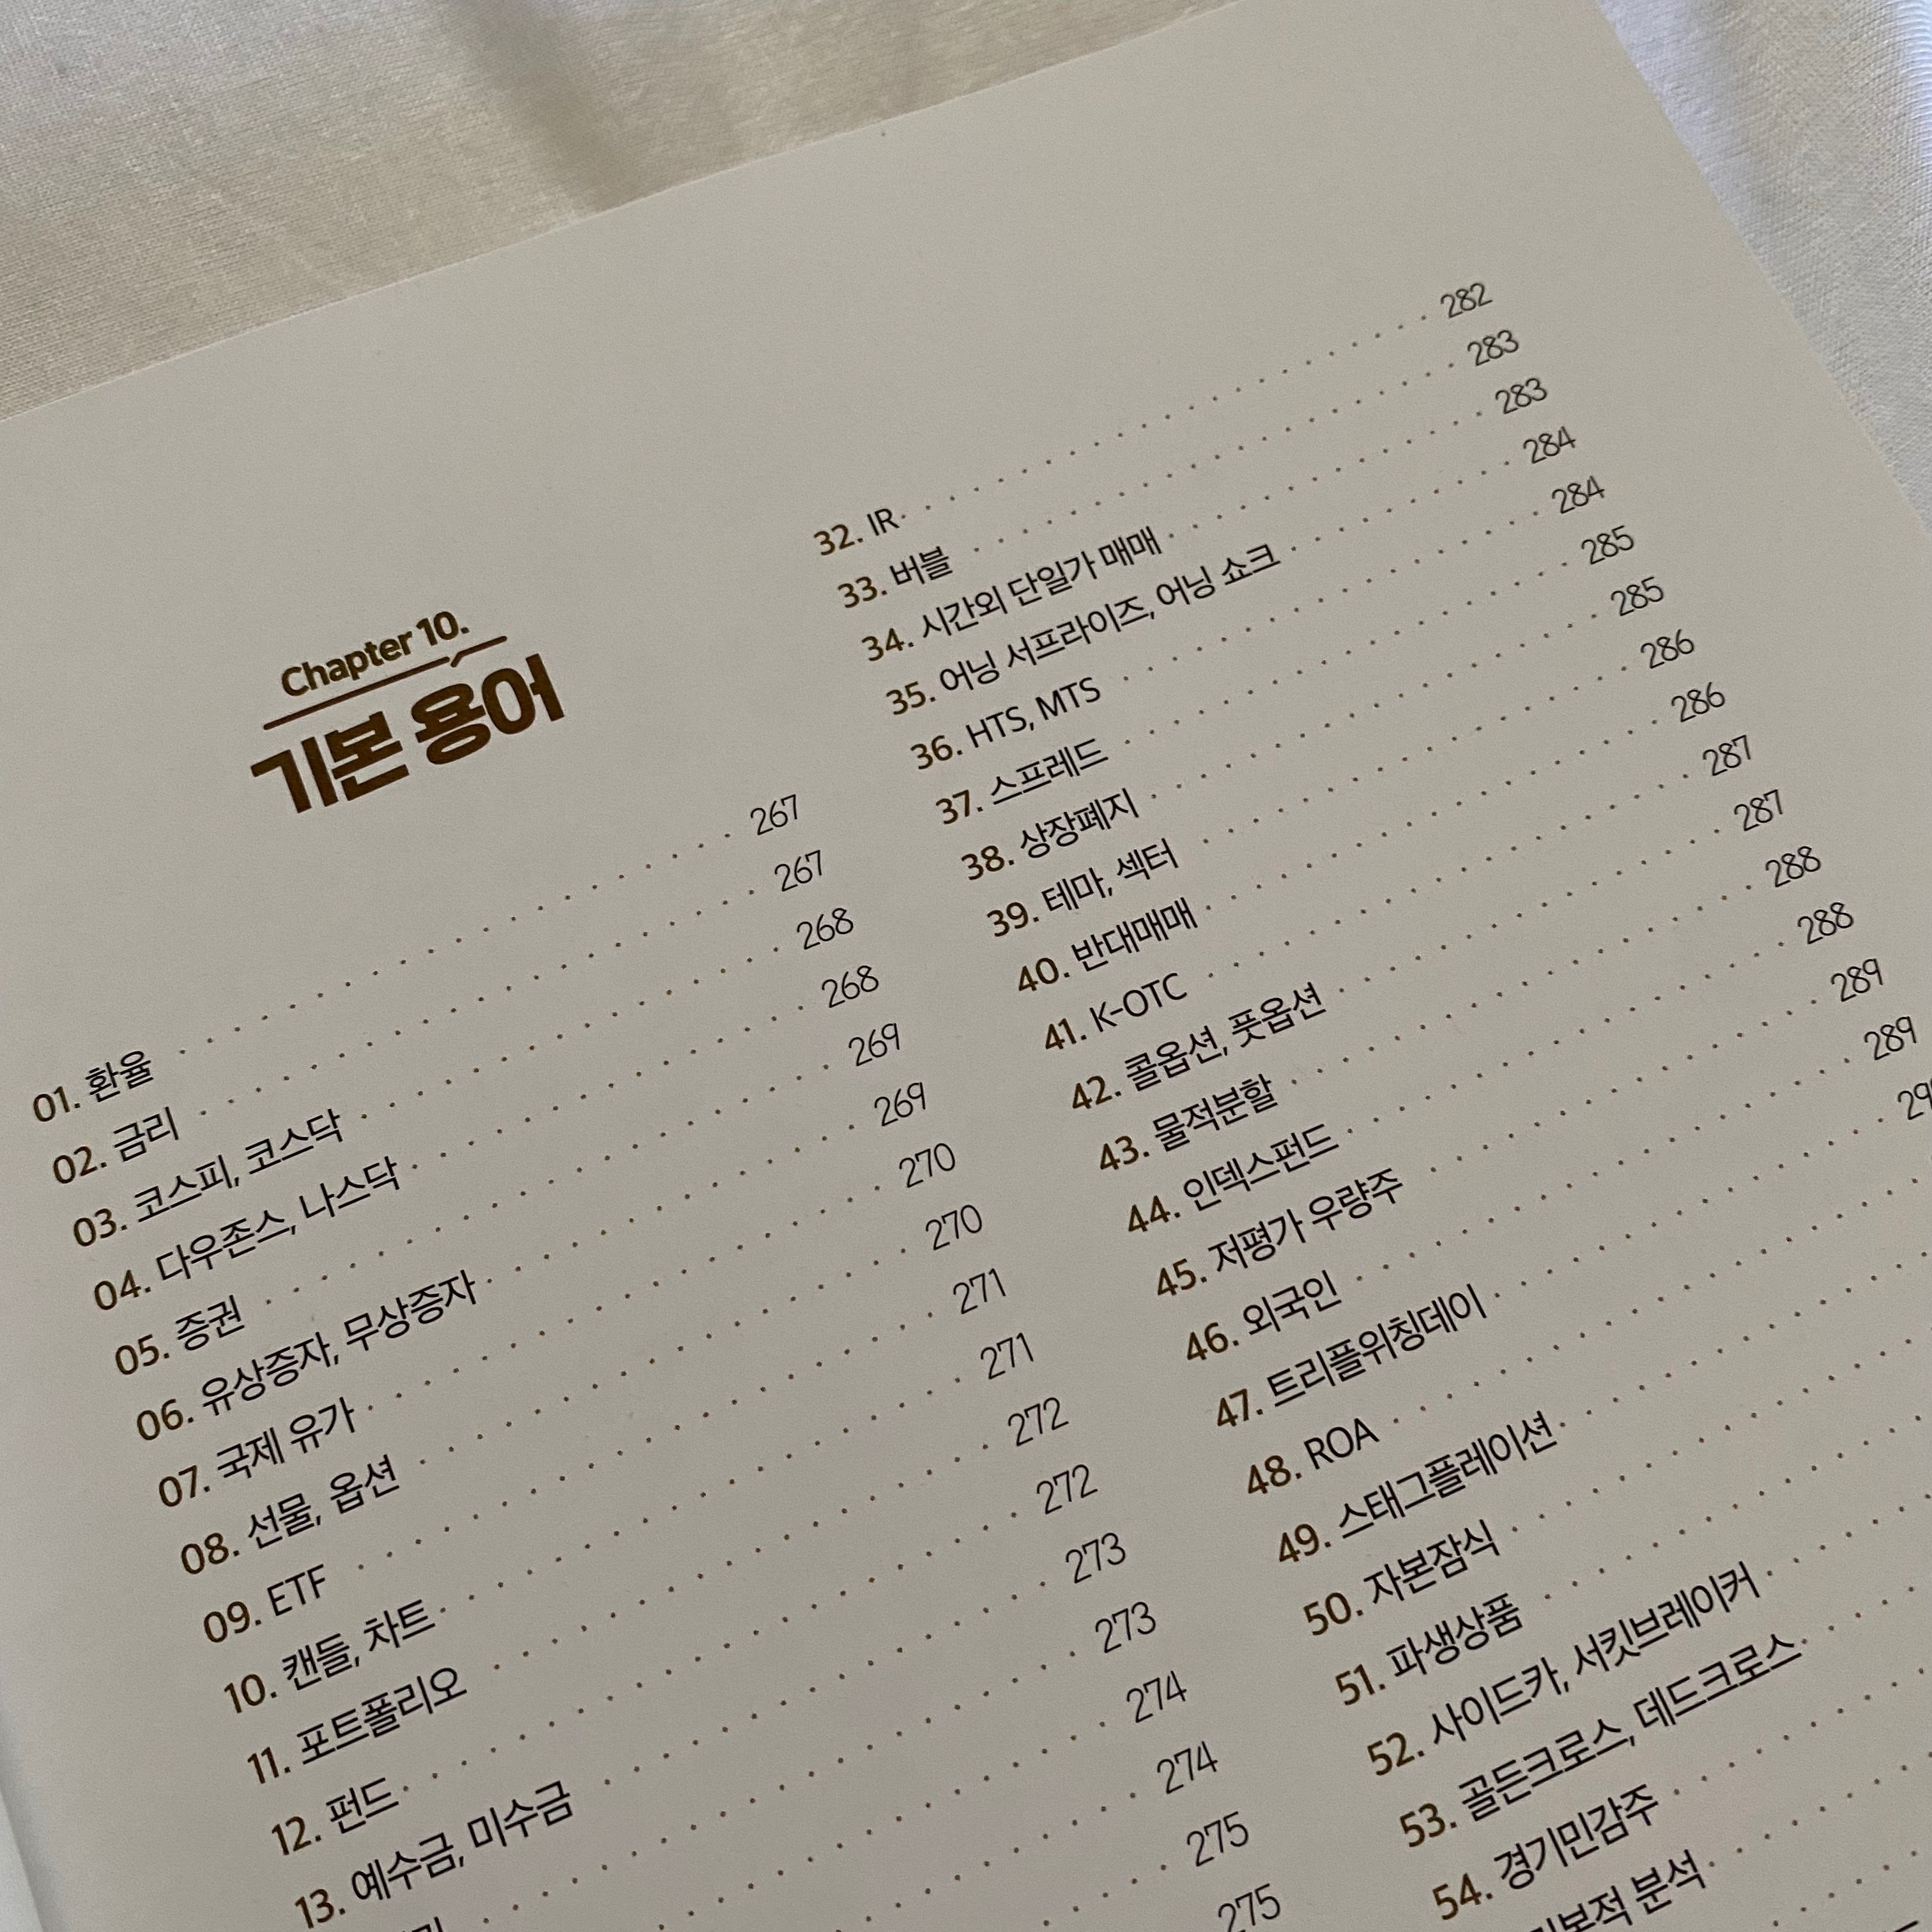 Chapter 10.
기본 용어
01. 환율 267
02. 금리 267
03. 코스피, 코스닥 268
04. 다우존스, 나스닥 268
05. 증권 269
06. 유상증자, 무상증자 269
07. 국제 유가 270
08. 선물, 옵션 270
09. ETF 271
10. 캔들, 차트 271
11. 포트폴리오 272
12. 펀드 272
13. 예수금, 미수금 273
273
274
274
275
275
32. IR 282
33. 버블 283
34. 시간외 단일가 매매 283
35. 어닝 서프라이즈, 어닝 쇼크 284
36. HTS, MTS 284
37. 스프레드 285
38. 상장폐지 285
39. 테마, 섹터 286
40. 반대매매 286
41. K-OTC 287
42. 콜옵션, 풋옵션 287
43. 물적분할 288
44. 인덱스펀드 288
45. 저평가 우량주 289
46. 외국인 289
47. 트리플위칭데이
48. ROA
49. 스태그플레이션
50. 자본잠식
51. 파생상품
52. 사이드카, 서킷브레이커
53. 골든크로스, 데드크로스
54. 경기민감주
기본적 분석